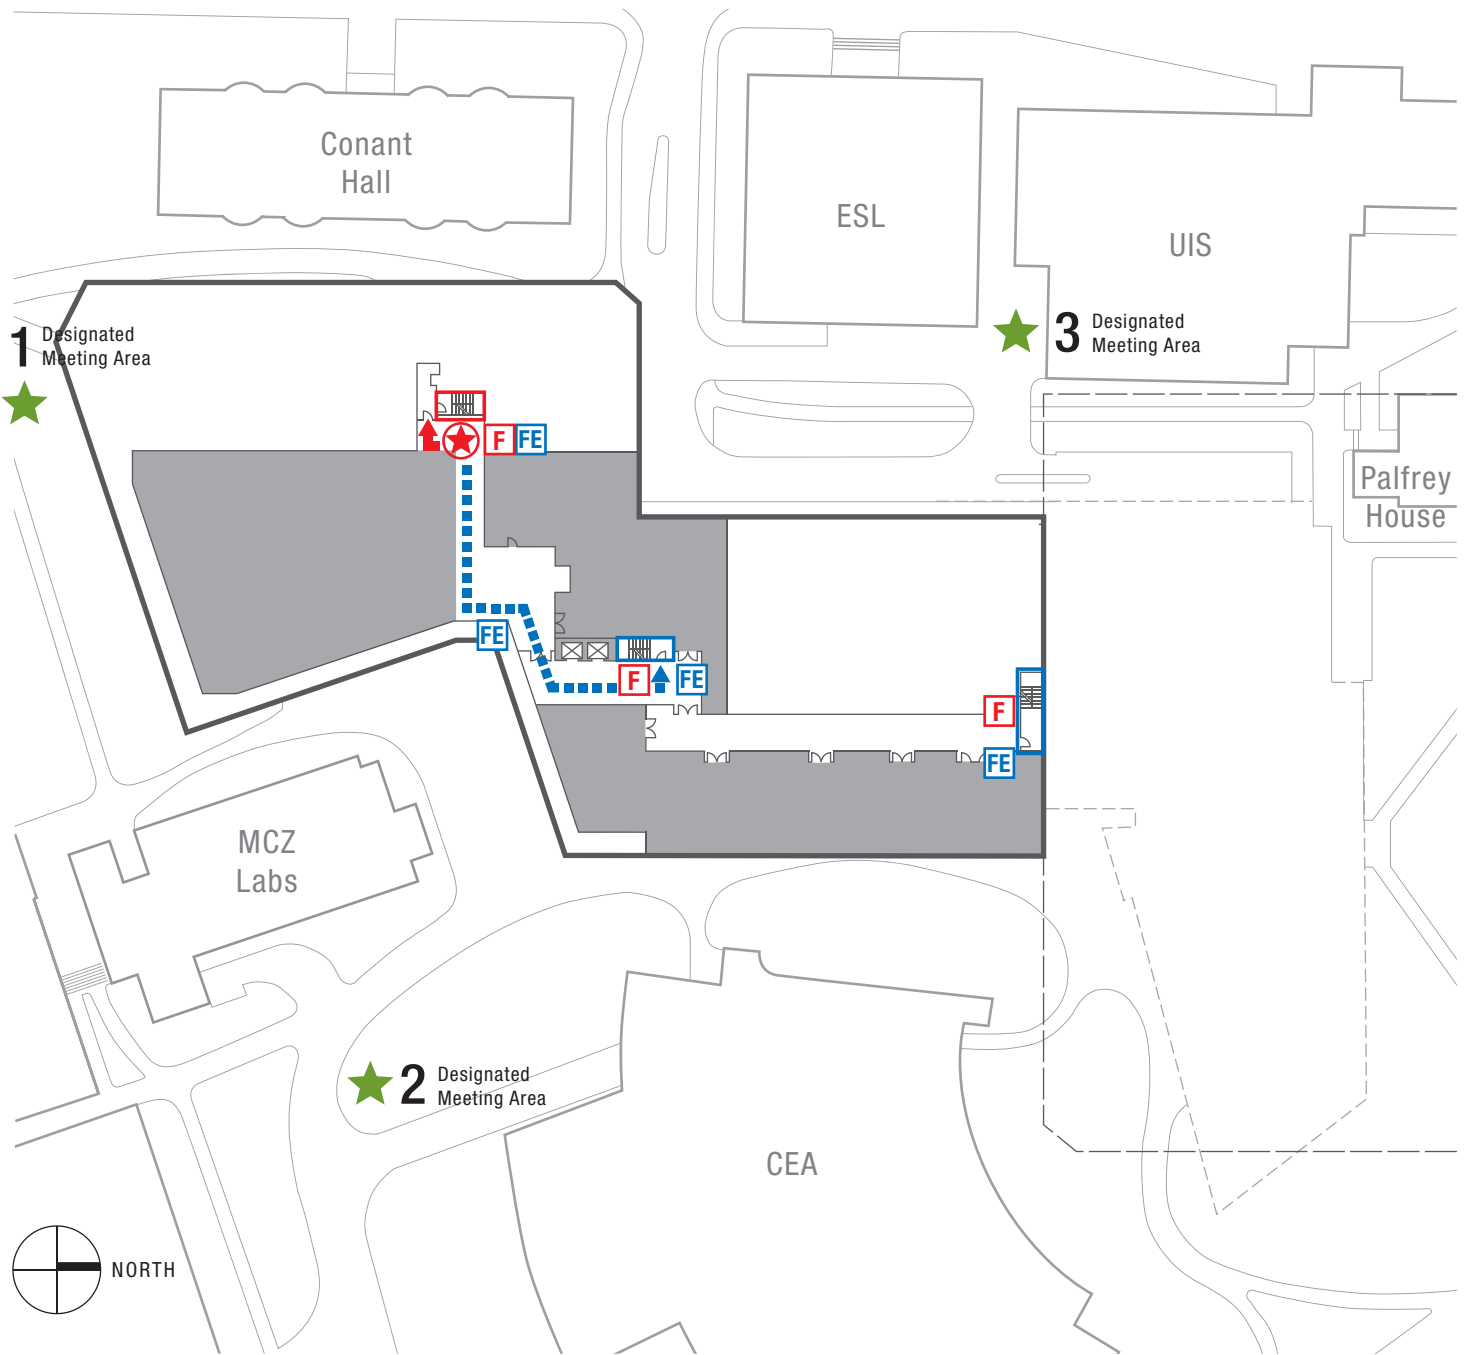 Conant
Hall
ESL
UIS
1
Designated
Meeting Area
3
Designated
Meeting Area
F
FE
Palfrey
House
FE
F
FE
F
FE
MCZ
Labs
2
Designated
Meeting Area
CEA
NORTH